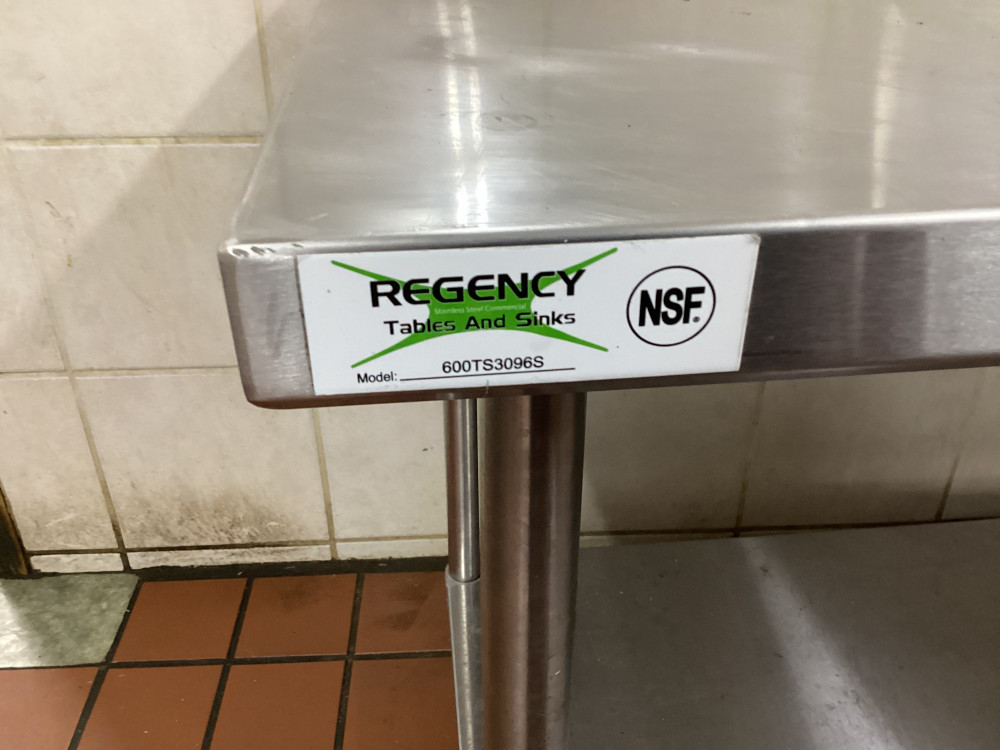 REGENCY
Stainless Steel Commercial
Tables And Sinks
Model: 600TS3096S
NSF.